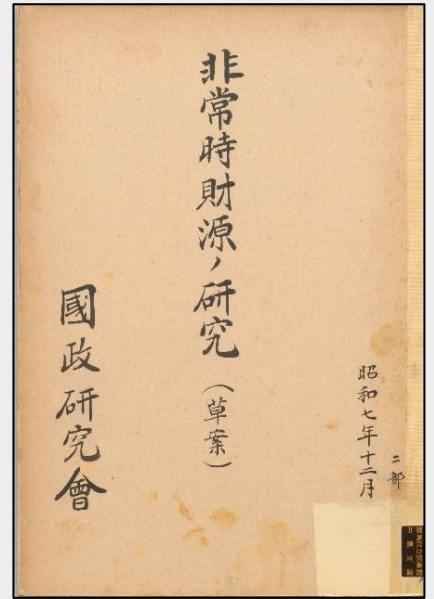 昭和七年十二月
二部
非常時財源ノ研究(草案)
國政研究會